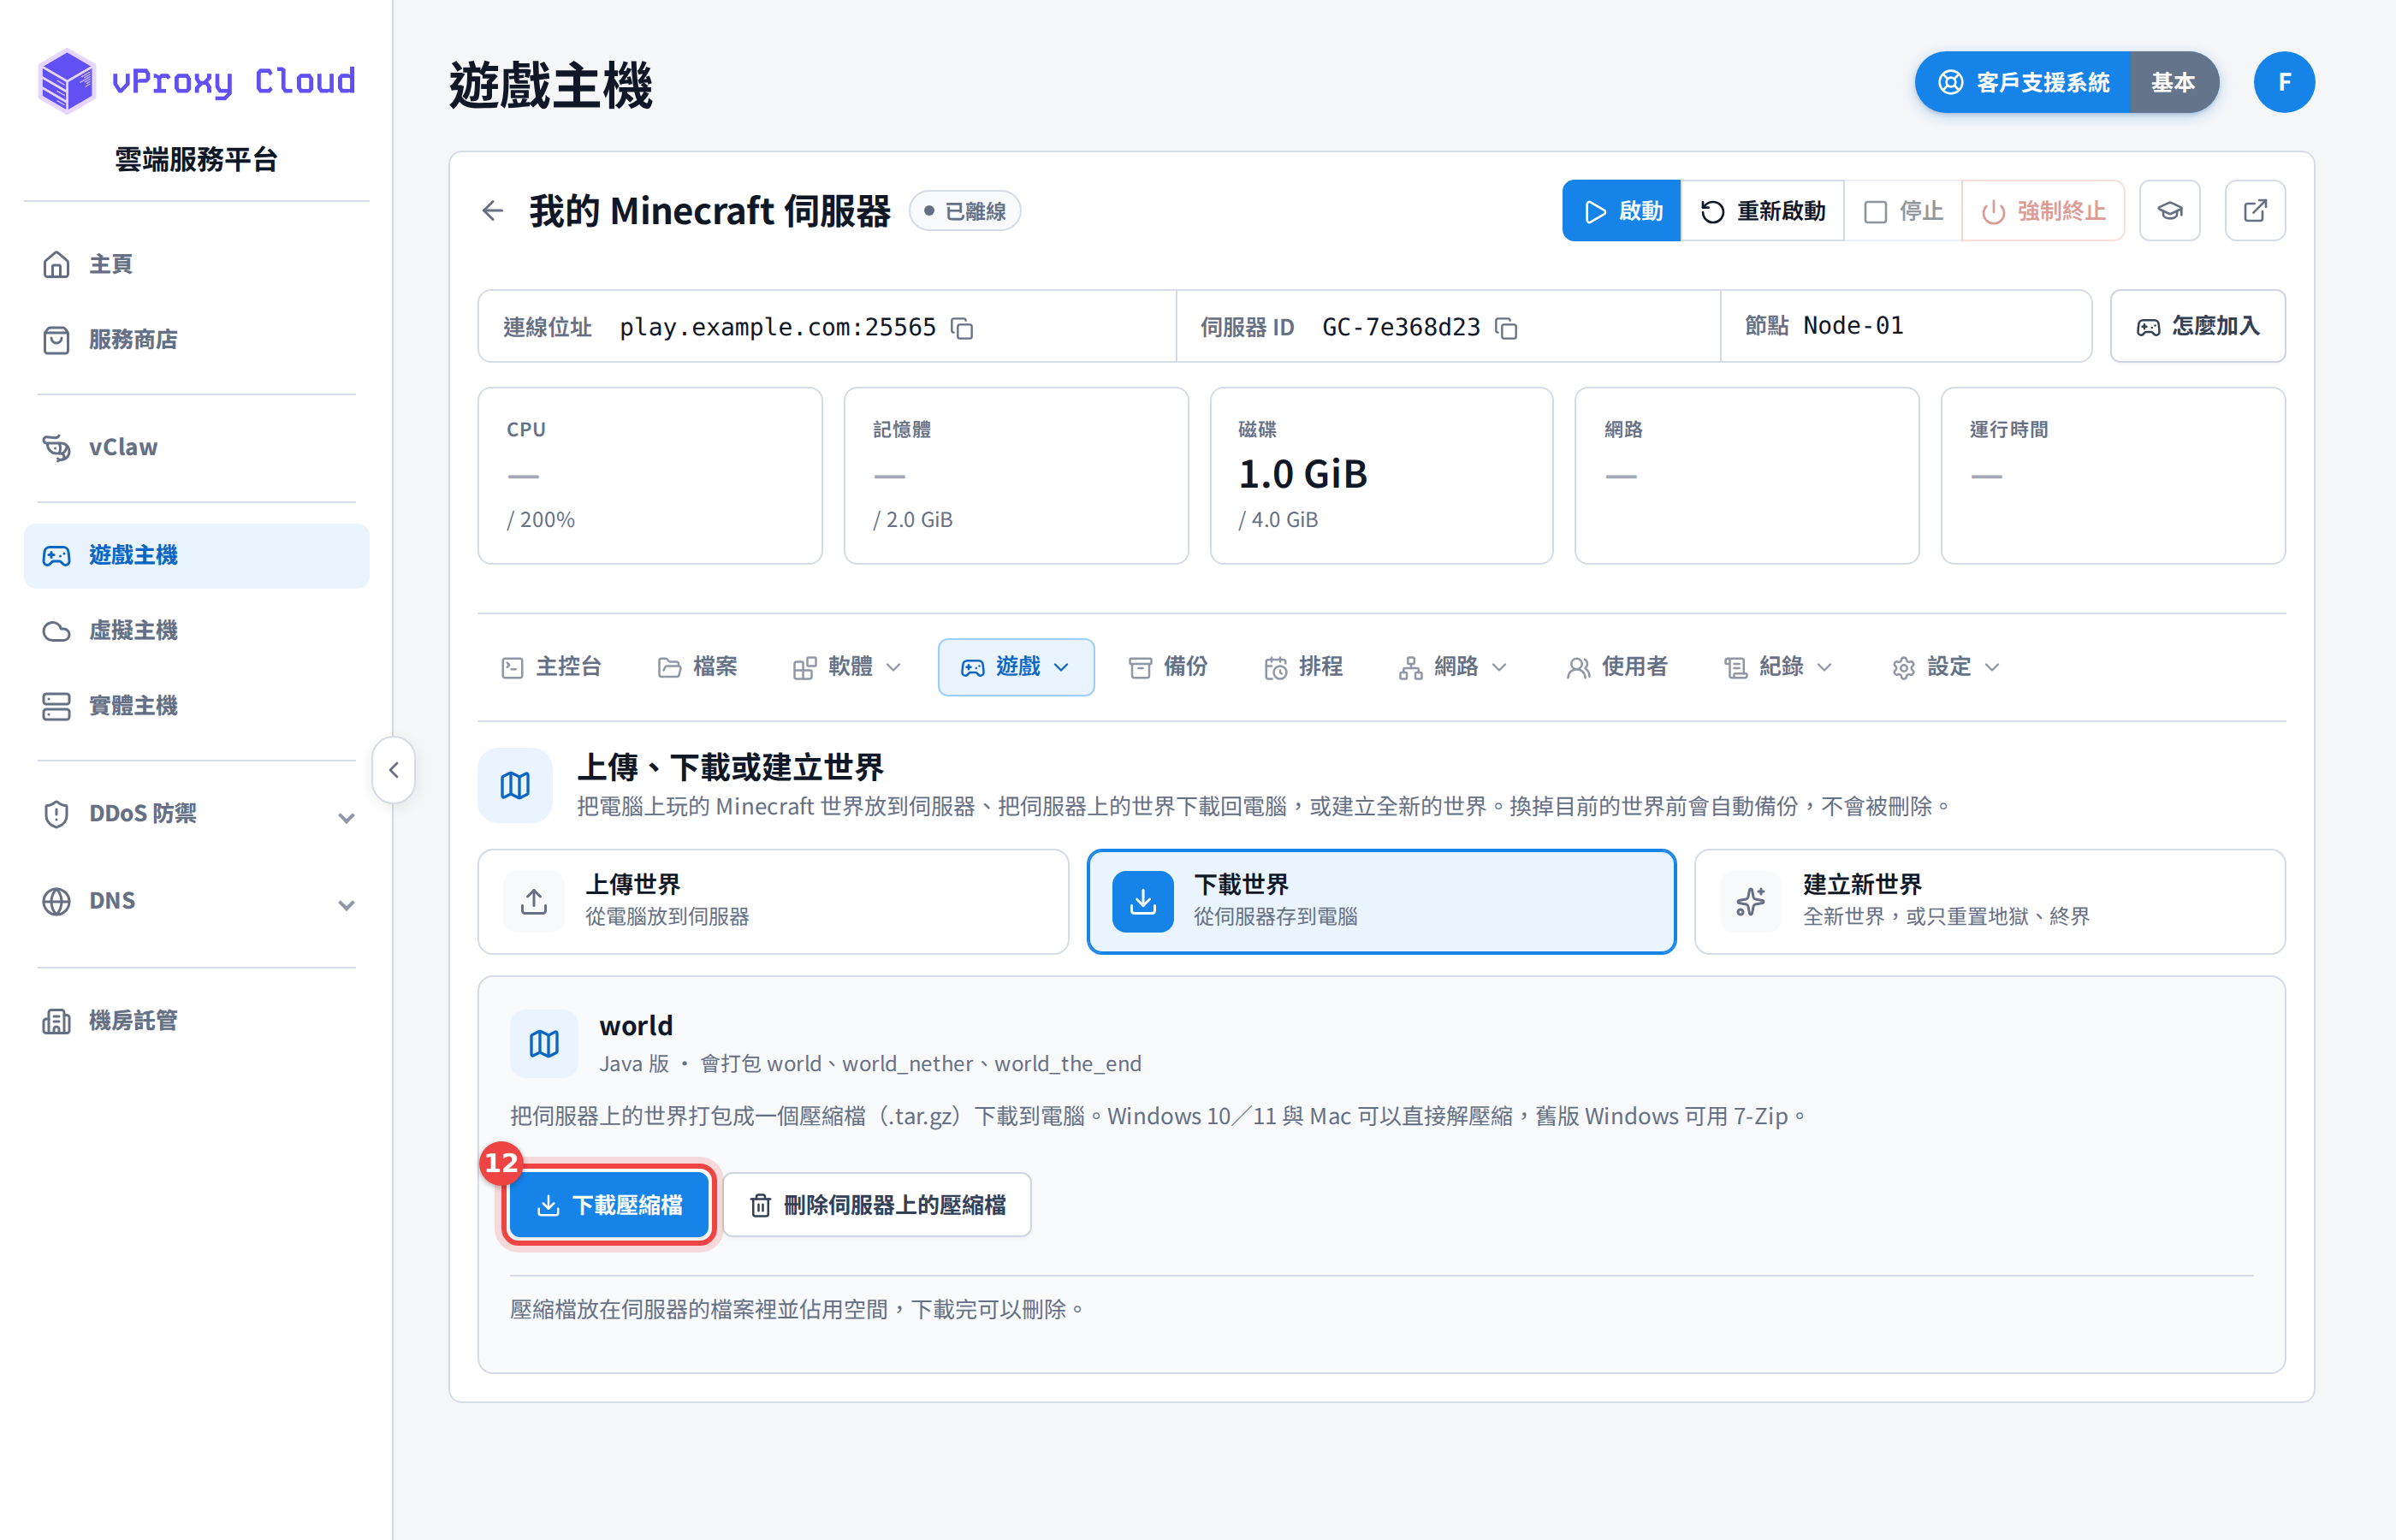 vProxy Cloud
雲端服務平台
主頁
服務商店
vClaw
遊戲主機
虛擬主機
實體主機
DDoS 防禦
DNS
機房託管
遊戲主機
客戶支援系統 基本
F
我的 Minecraft 伺服器 已離線
啟動 重新啟動 停止 強制終止
連線位址 play.example.com:25565 伺服器 ID GC-7e368d23 節點 Node-01 怎麼加入
CPU
—
/ 200%
記憶體
—
/ 2.0 GiB
磁碟
1.0 GiB
/ 4.0 GiB
網路
—
運行時間
—
主控台 檔案 軟體 遊戲 備份 排程 網路 使用者 紀錄 設定
上傳、下載或建立世界
把電腦上玩的 Minecraft 世界放到伺服器、把伺服器上的世界下載回電腦，或建立全新的世界。換掉目前的世界前會自動備份，不會被刪除。
上傳世界
從電腦放到伺服器
下載世界
從伺服器存到電腦
建立新世界
全新世界，或只重置地獄、終界
world
Java 版 · 會打包 world、world_nether、world_the_end
把伺服器上的世界打包成一個壓縮檔（.tar.gz）下載到電腦。Windows 10／11 與 Mac 可以直接解壓縮，舊版 Windows 可用 7-Zip。
12
下載壓縮檔 刪除伺服器上的壓縮檔
壓縮檔放在伺服器的檔案裡並佔用空間，下載完可以刪除。